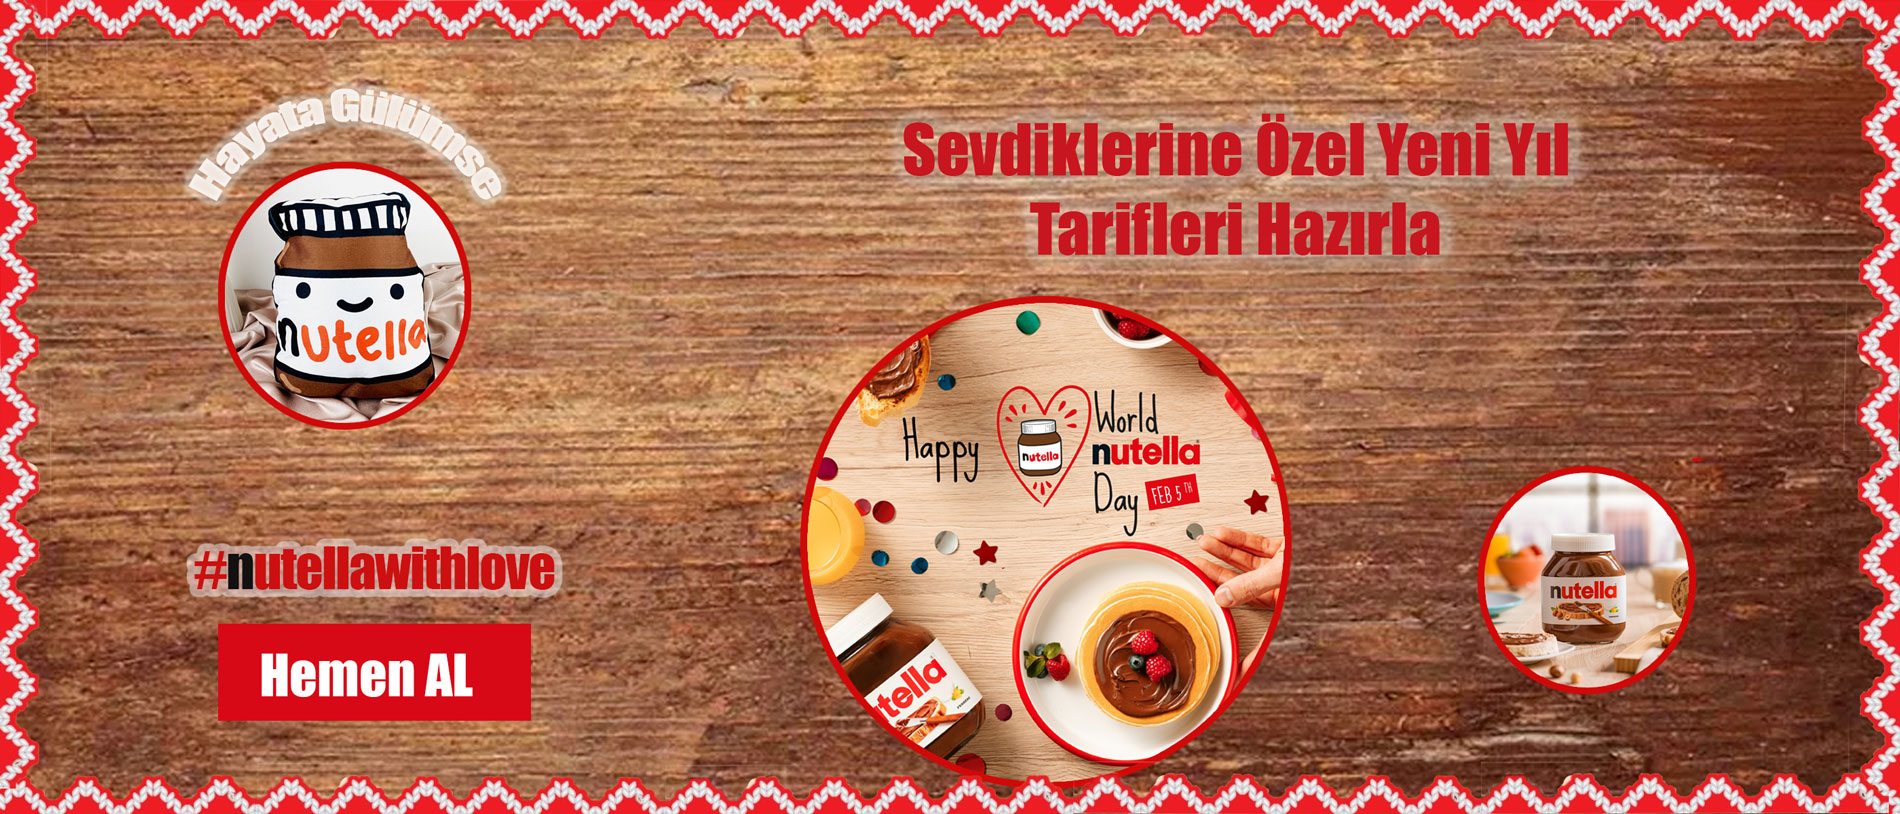 Hayata Gülümse
nutella
#nutellawithlove
Hemen AL
Sevdiklerine Özel Yeni Yıl
Tarifleri Hazırla
Happy
nutella
World
nutella
Day FEB 5TH
tella
nutella